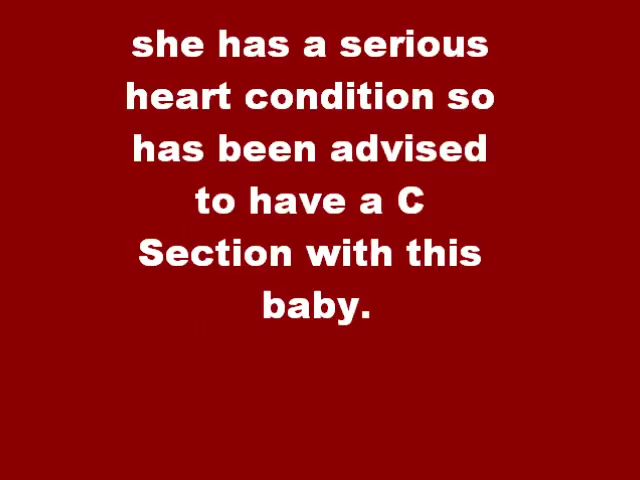 she has a serious
heart condition so
has been advised
to have a C
Section with this
baby.